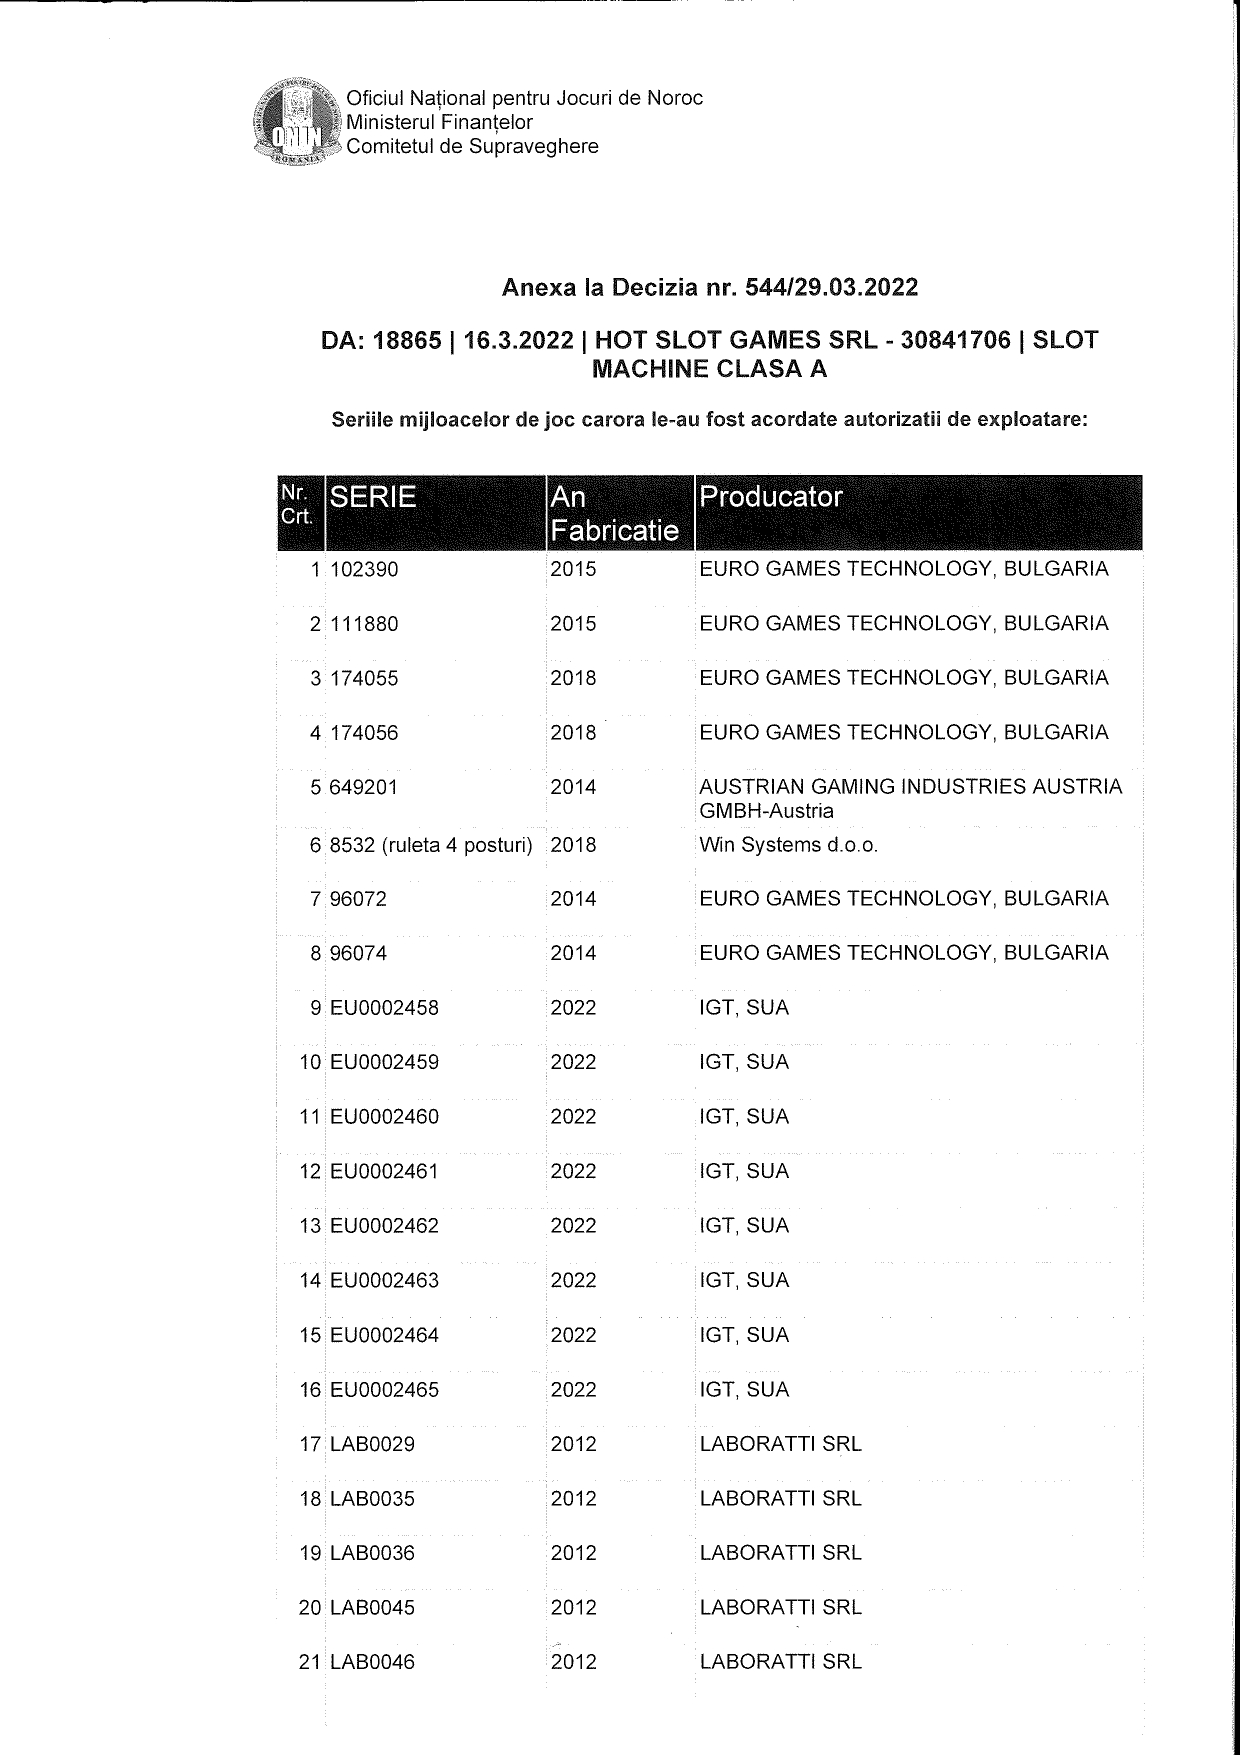 Oficiul Național pentru Jocuri de Noroc
Ministerul Finanțelor
Comitetul de Supraveghere
ONJN
ROMANIA
Anexa la Decizia nr. 544/29.03.2022
DA: 18865 | 16.3.2022 | HOT SLOT GAMES SRL - 30841706 | SLOT
MACHINE CLASA A
Seriile mijloacelor de joc carora le-au fost acordate autorizatii de exploatare:
Nr. Crt. SERIE An Fabricatie Producator
1 102390 2015 EURO GAMES TECHNOLOGY, BULGARIA
2 111880 2015 EURO GAMES TECHNOLOGY, BULGARIA
3 174055 2018 EURO GAMES TECHNOLOGY, BULGARIA
4 174056 2018 EURO GAMES TECHNOLOGY, BULGARIA
5 649201 2014 AUSTRIAN GAMING INDUSTRIES AUSTRIA
GMBH-Austria
6 8532 (ruleta 4 posturi) 2018 Win Systems d.o.o.
7 96072 2014 EURO GAMES TECHNOLOGY, BULGARIA
8 96074 2014 EURO GAMES TECHNOLOGY, BULGARIA
9 EU0002458 2022 IGT, SUA
10 EU0002459 2022 IGT, SUA
11 EU0002460 2022 IGT, SUA
12 EU0002461 2022 IGT, SUA
13 EU0002462 2022 IGT, SUA
14 EU0002463 2022 IGT, SUA
15 EU0002464 2022 IGT, SUA
16 EU0002465 2022 IGT, SUA
17 LAB0029 2012 LABORATTI SRL
18 LAB0035 2012 LABORATTI SRL
19 LAB0036 2012 LABORATTI SRL
20 LAB0045 2012 LABORATTI SRL
21 LAB0046 2012 LABORATTI SRL